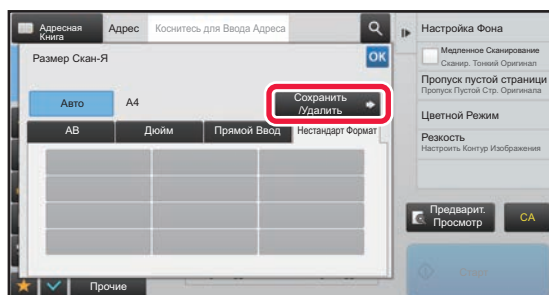 Адресная
Книга
Адрес
Коснитесь для Ввода Адреса
Размер Скан-Я
OK
Авто
A4
Сохранить
/Удалить
AB
Дюйм
Прямой Ввод
Нестандарт Формат
Прочие
Настройка Фона
Медленное Сканирование
Сканир. Тонкий Оригинал
Пропуск пустой страници
Пропуск Пустой Стр. Оригинала
Цветной Режим
Резкость
Настроить Контур Изображения
Предварит.
Просмотр
CA
Старт